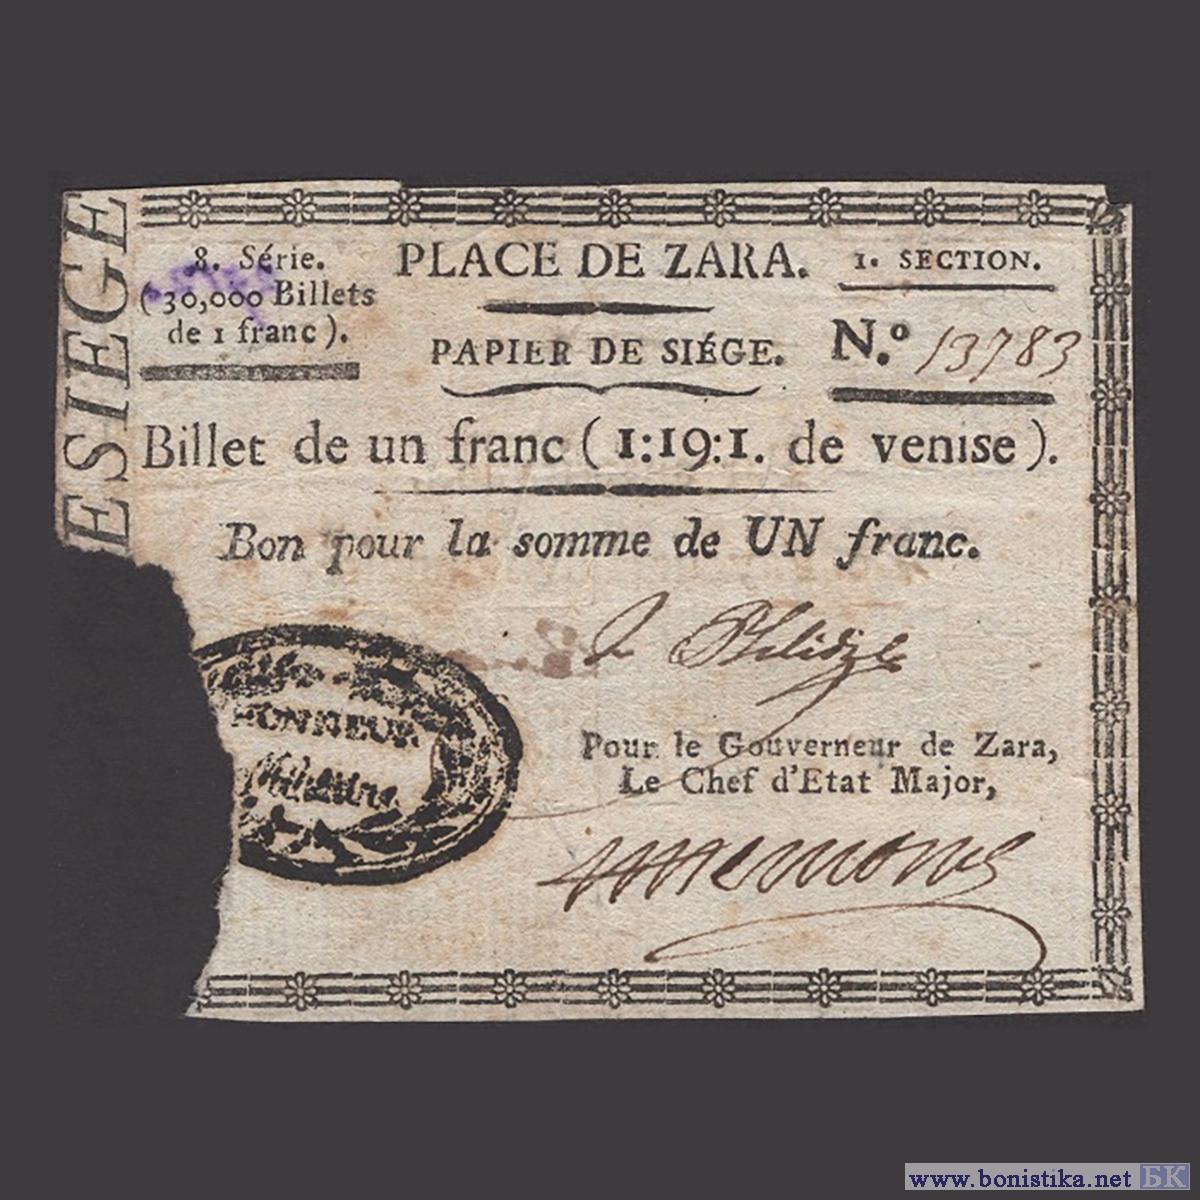 ESIEGE
8. Série.
(30,000 Billets
de 1 franc).
PLACE DE ZARA.
PAPIER DE SIÉGE.
1. SECTION.
N.º 13783
Billet de un franc (1:19:1. de venise).
Bon pour la somme de UN franc.
HONNEUR
Pour le Gouverneur de Zara,
Le Chef d'Etat Major,
www.bonistika.net БК